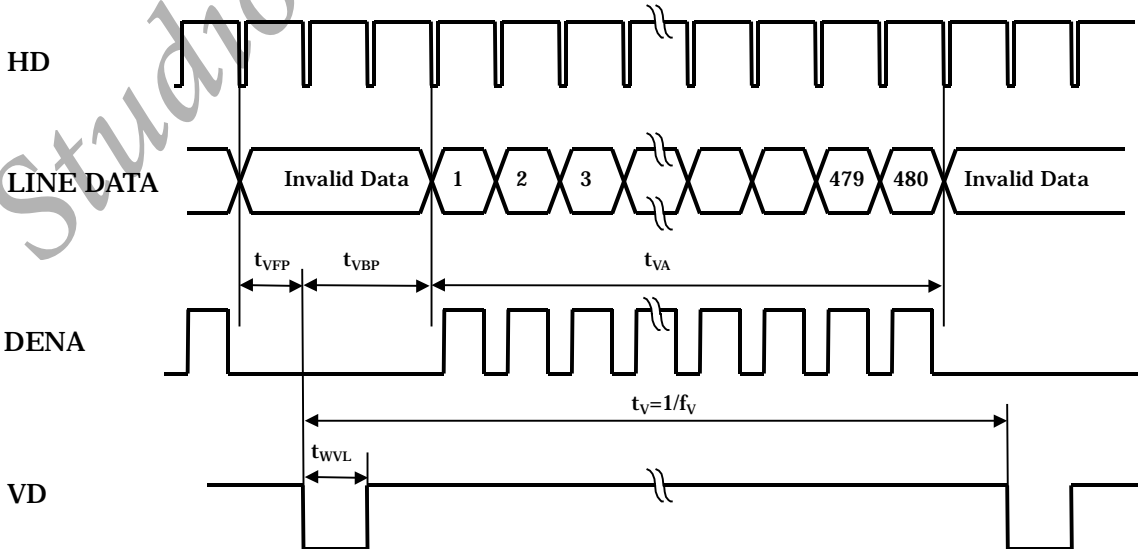 Studio
HD
LINE DATA
Invalid Data
1
2
3
479
480
Invalid Data
tVFP
tVBP
tVA
DENA
tV=1/fV
tWVL
VD